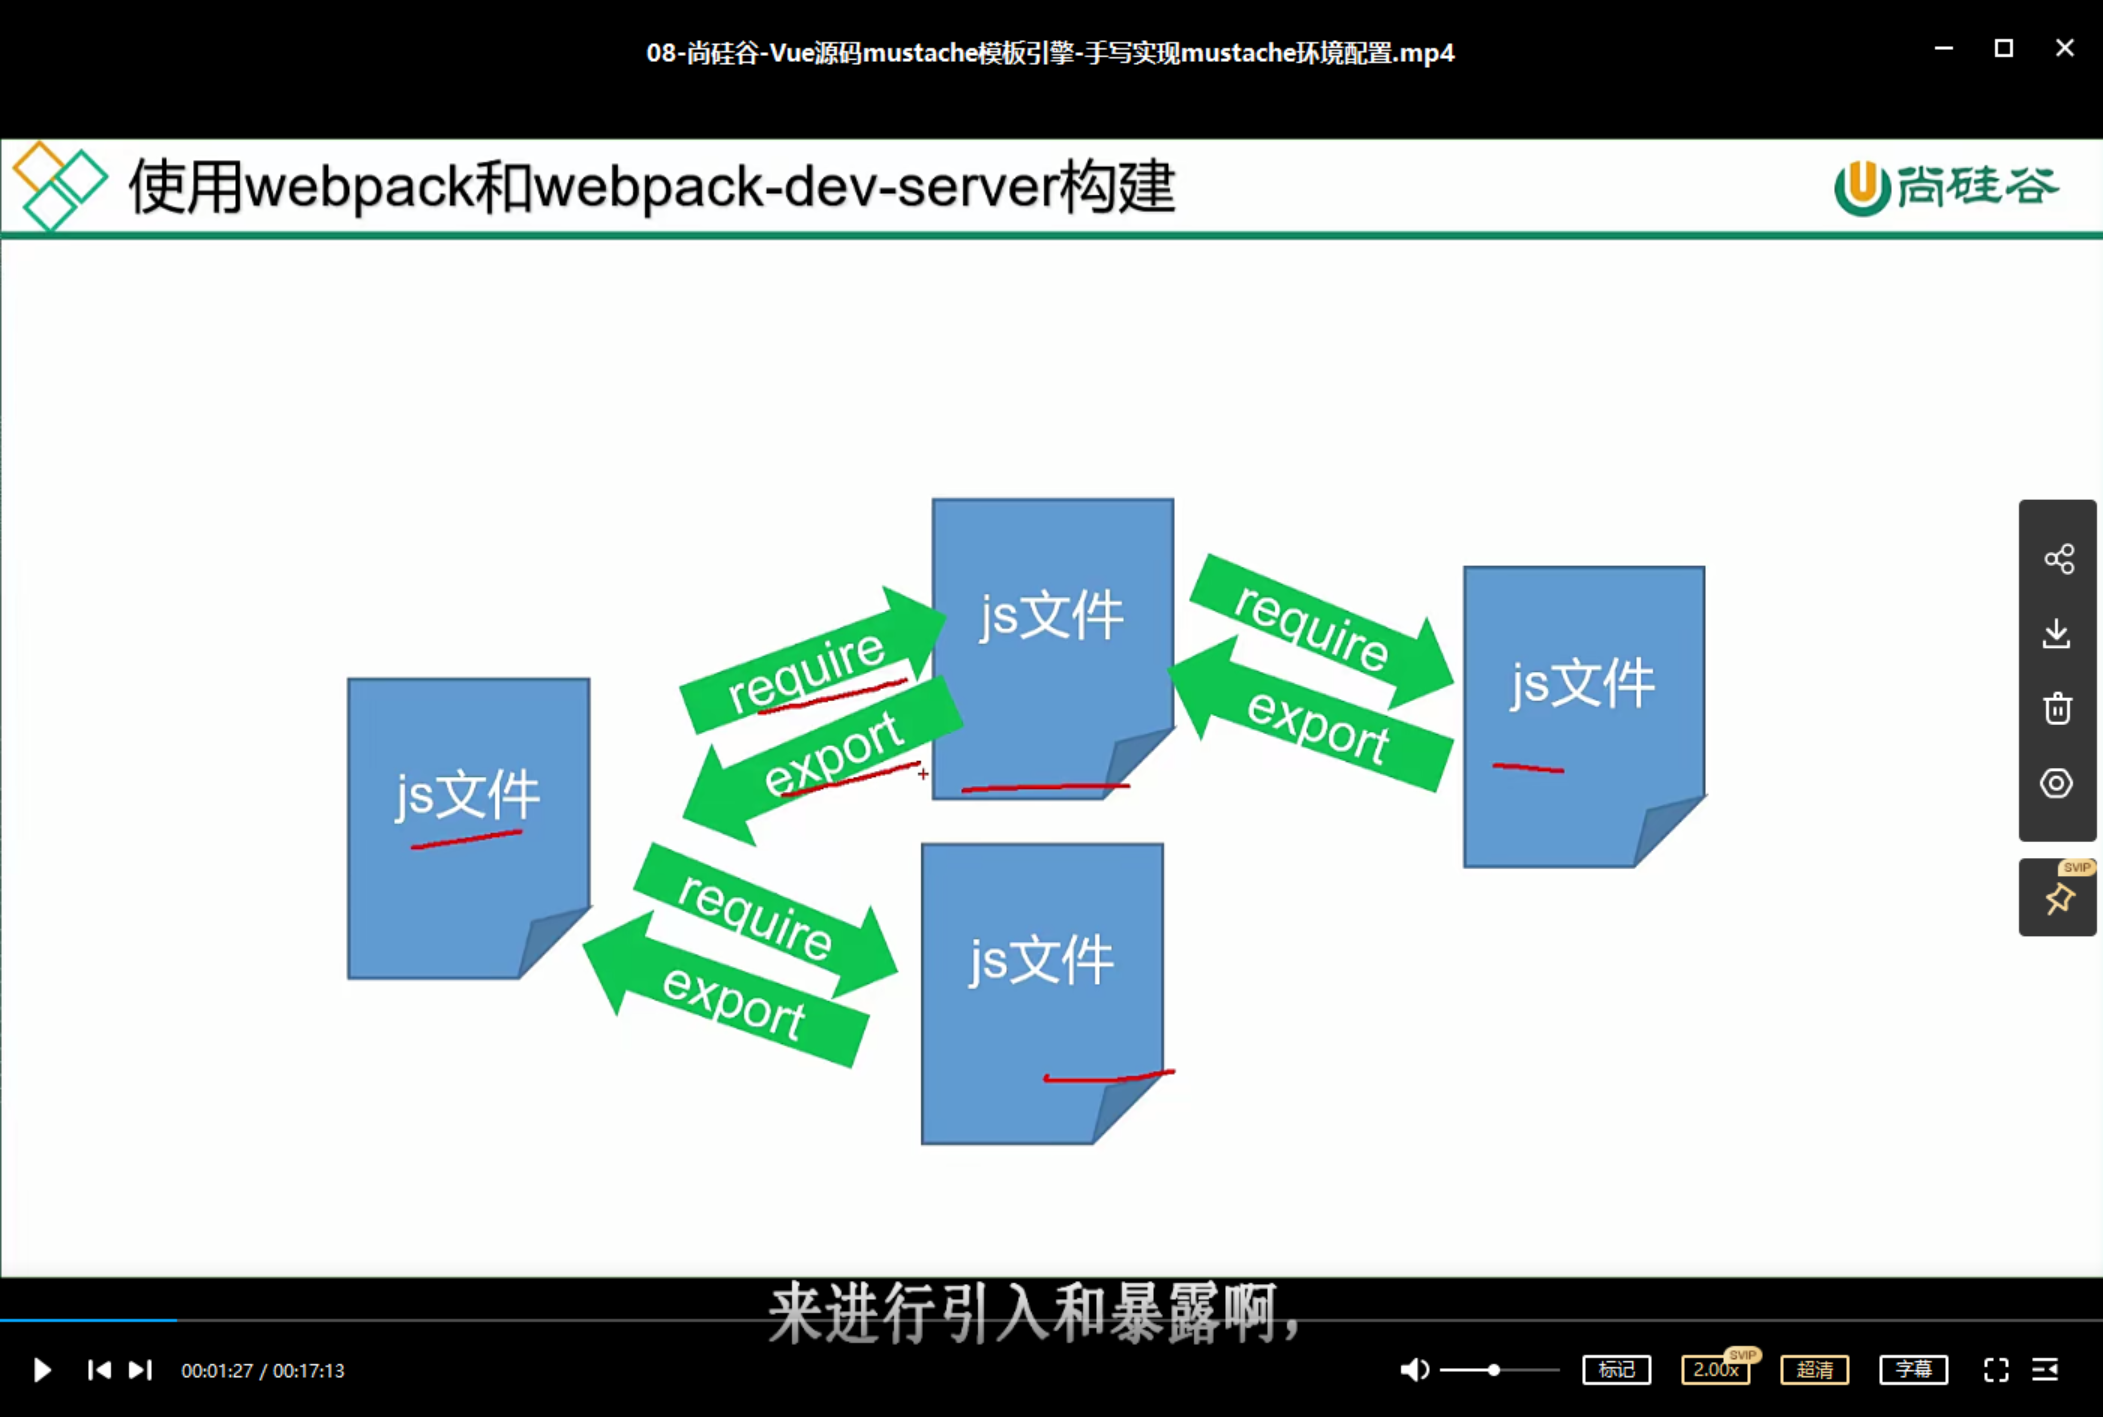 08-尚硅谷-Vue源码mustache模板引擎-手写实现mustache环境配置.mp4
使用webpack和webpack-dev-server构建
尚硅谷
js文件
require
export
js文件
require
export
js文件
require
export
js文件
SVIP
来进行引入和暴露啊，
00:01:27 / 00:17:13
标记
2.00x
SVIP
超清
字幕